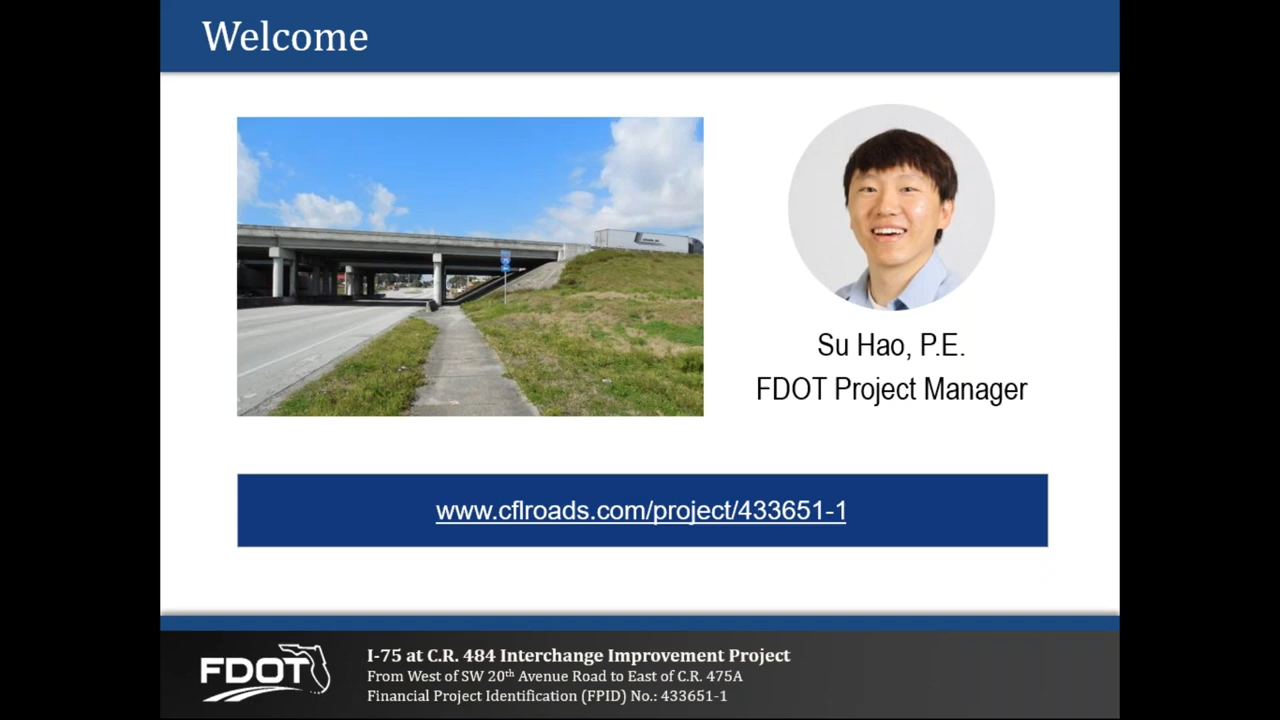 Welcome
Su Hao, P.E.
FDOT Project Manager
www.cflroads.com/project/433651-1
FDOT
I-75 at C.R. 484 Interchange Improvement Project
From West of SW 20th Avenue Road to East of C.R. 475A
Financial Project Identification (FPID) No.: 433651-1